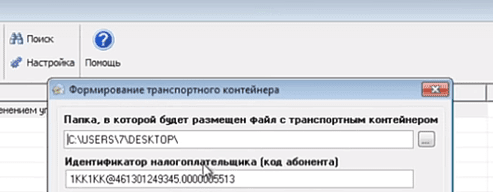 Поиск
Настройка
Помощь
Формирование транспортного контейнера
Папка, в которой будет размещен файл с транспортным контейнером
C:\USERS\7\DESKTOP\
...
Идентификатор налогоплательщика (код абонента)
1KK1KK@461301249345.0000005513